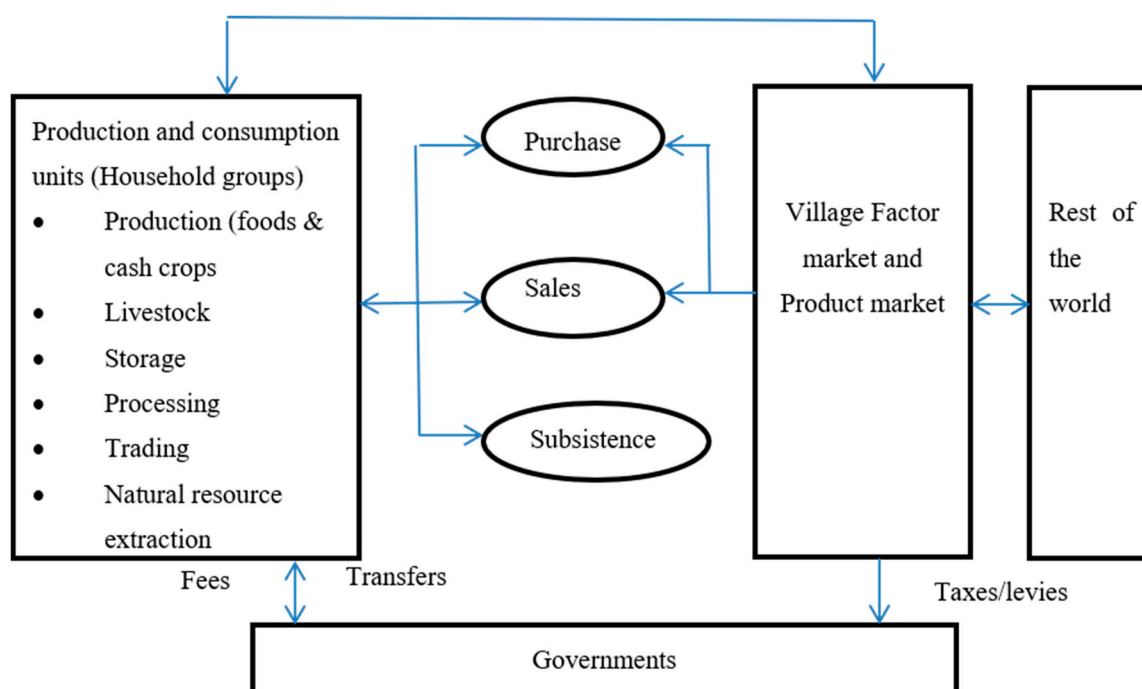 Production and consumption
units (Household groups)
• Production (foods &
cash crops
• Livestock
• Storage
• Processing
• Trading
• Natural resource
extraction
Purchase
Sales
Subsistence
Village Factor
market and
Product market
Rest of
the
world
Fees
Transfers
Taxes/levies
Governments